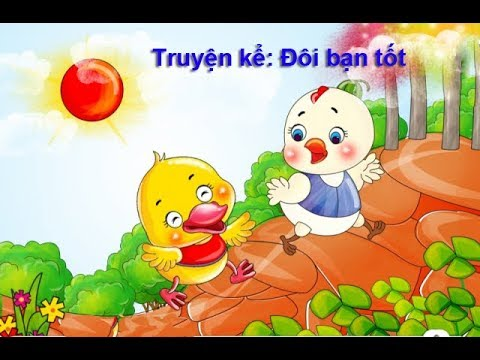 Truyện kể: Đôi bạn tốt